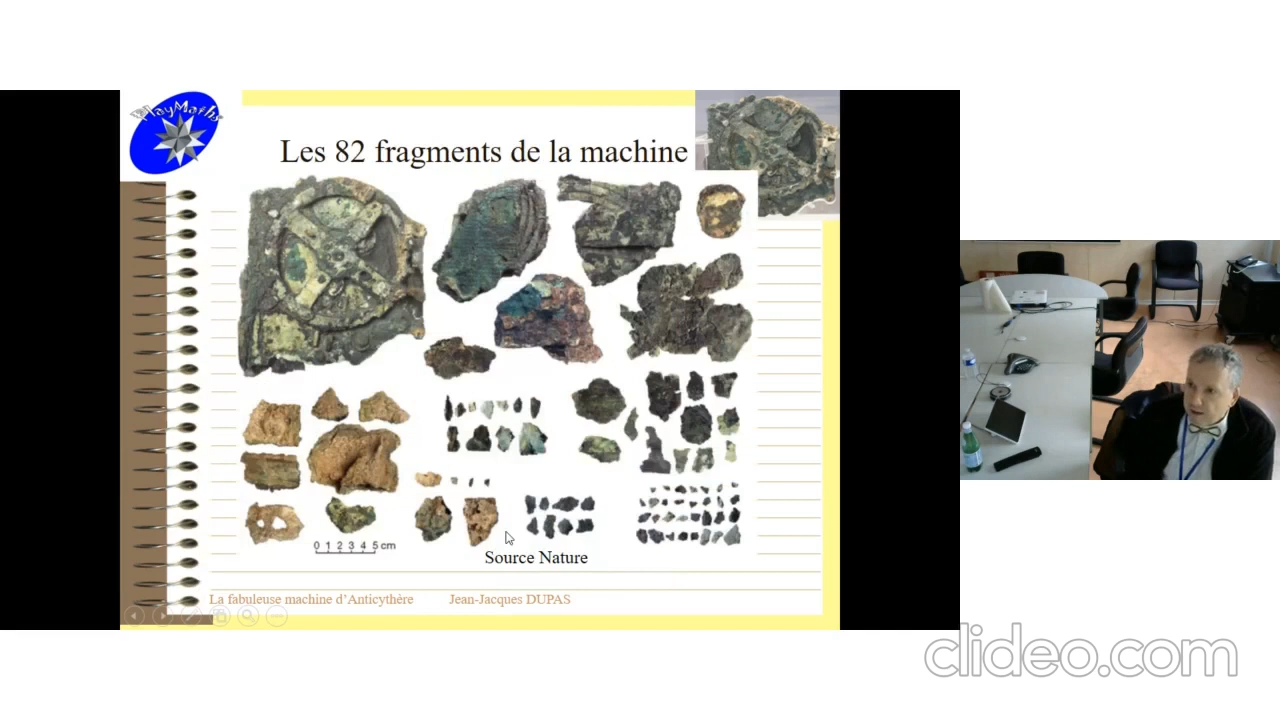 PlayMaths
Les 82 fragments de la machine
0 1 2 3 4 5 cm
Source Nature
La fabuleuse machine d'Anticythère Jean-Jacques DUPAS
clideo.com